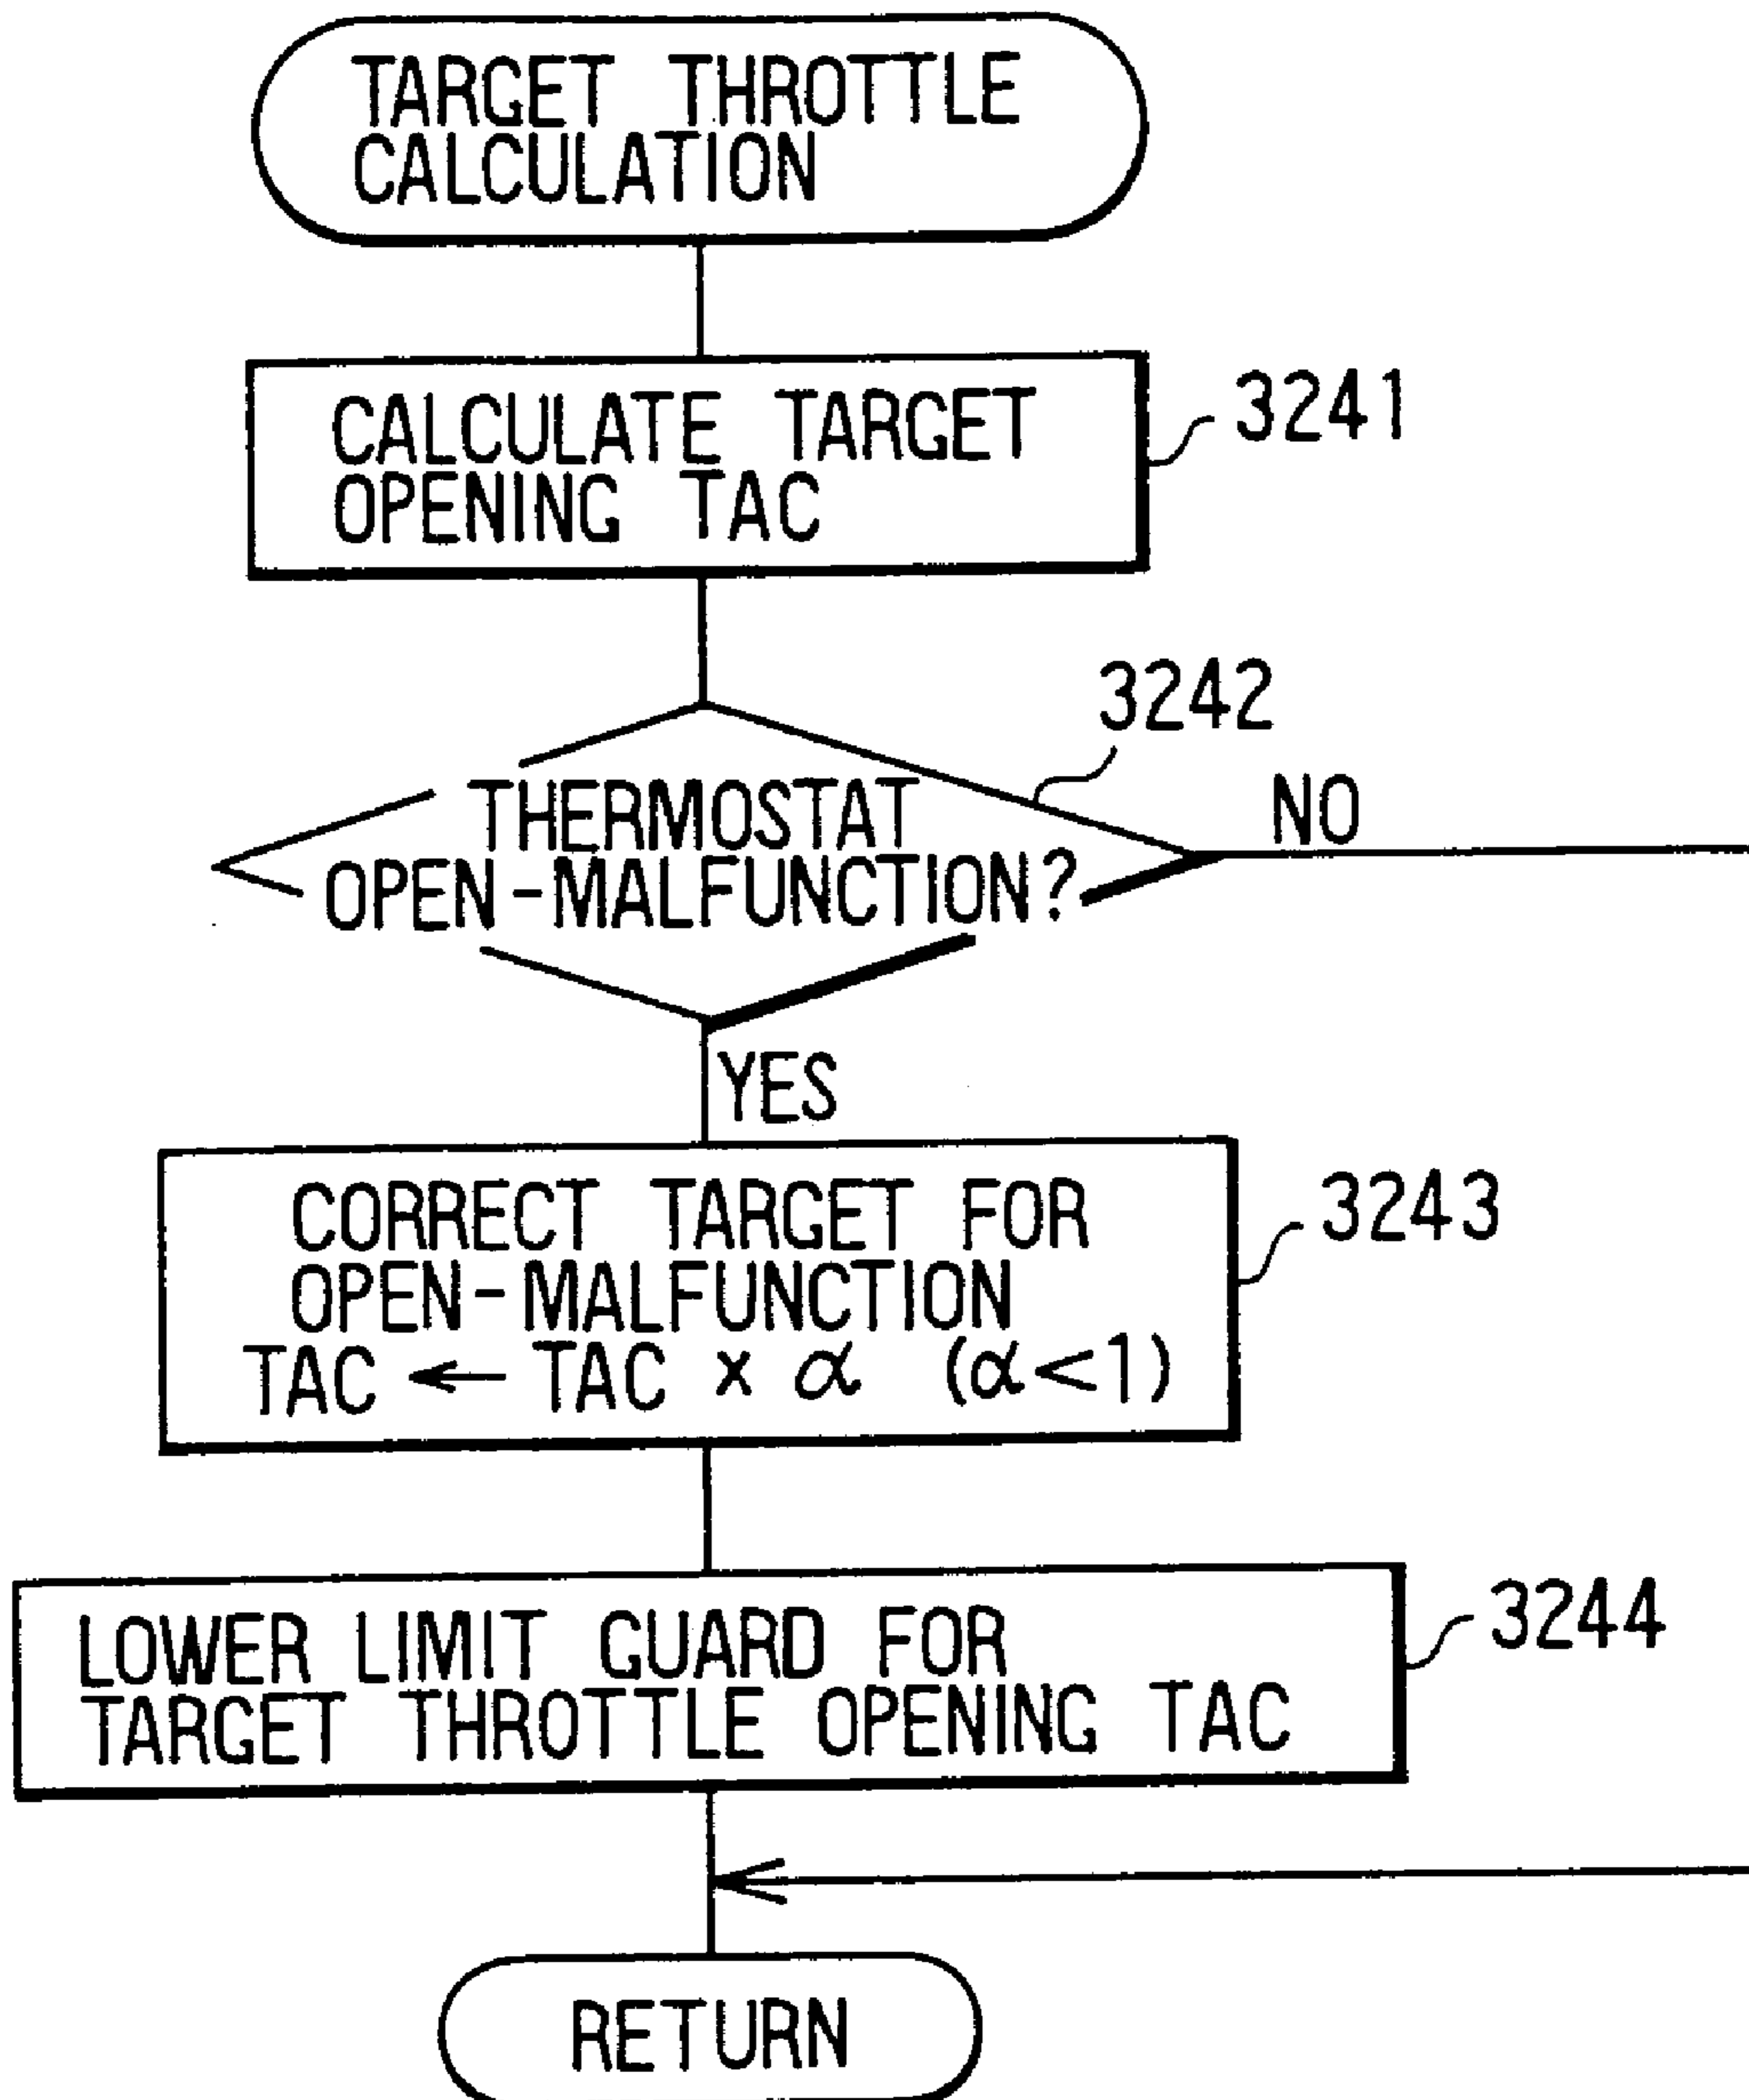 TARGET THROTTLE
CALCULATION
CALCULATE TARGET
OPENING TAC
3241
3242
THERMOSTAT
OPEN-MALFUNCTION?
NO
YES
CORRECT TARGET FOR
OPEN-MALFUNCTION
TAC ← TAC × α (α<1)
3243
LOWER LIMIT GUARD FOR
TARGET THROTTLE OPENING TAC
3244
RETURN